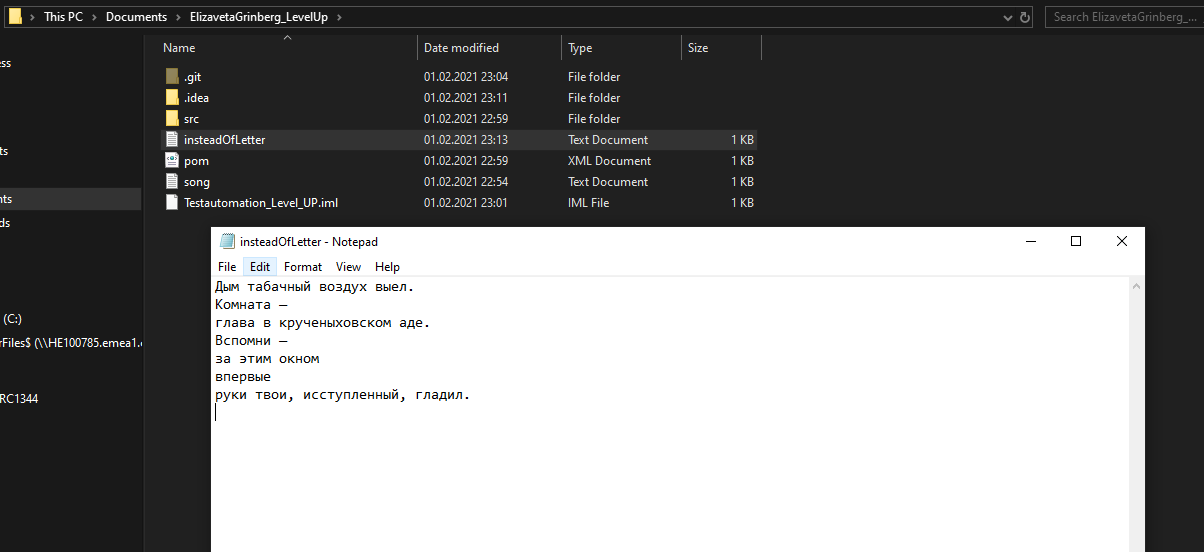 This PC > Documents > ElizavetaGrinberg_LevelUp >
Search ElizavetaGrinberg_...
Name Date modified Type Size
ess
.git 01.02.2021 23:04 File folder
.idea 01.02.2021 23:11 File folder
src 01.02.2021 22:59 File folder
insteadOfLetter 01.02.2021 23:13 Text Document 1 KB
ts
pom 01.02.2021 22:59 XML Document 1 KB
song 01.02.2021 22:54 Text Document 1 KB
nts
Testautomation_Level_UP.iml 01.02.2021 23:01 IML File 1 KB
ds
insteadOfLetter - Notepad
File Edit Format View Help
Дым табачный воздух выел.
Комната —
(C:)
глава в крученыховском аде.
rFiles$ (\\HE100785.emea1.
Вспомни —
за этим окном
впервые
RC1344
руки твои, исступленный, гладил.